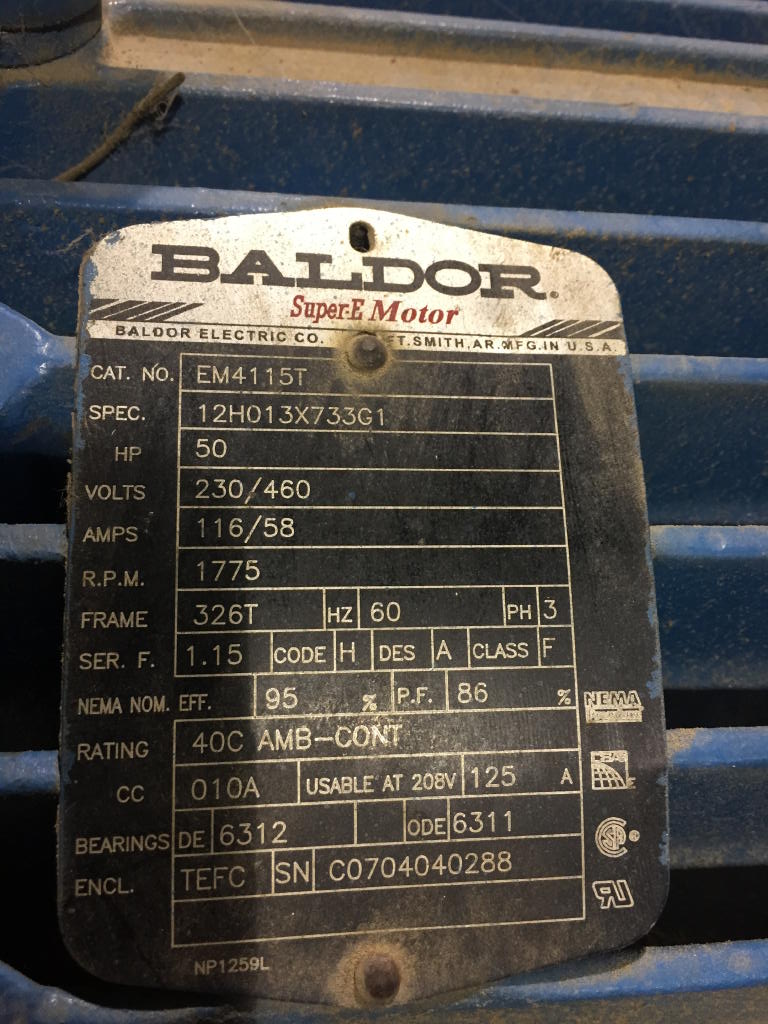 BALDOR®
Super-E Motor
BALDOR ELECTRIC CO. FT. SMITH, AR. MFG. IN U.S.A.
CAT. NO. EM4115T
SPEC. 12H013X733G1
HP 50
VOLTS 230/460
AMPS 116/58
R.P.M. 1775
FRAME 326T HZ 60 PH 3
SER. F. 1.15 CODE H DES A CLASS F
NEMA NOM. EFF. 95 % P.F. 86 %
NEMA
RATING 40C AMB-CONT
CC 010A USABLE AT 208V 125 A
BEARINGS DE 6312 ODE 6311
ENCL. TEFC SN C0704040288
NP1259L